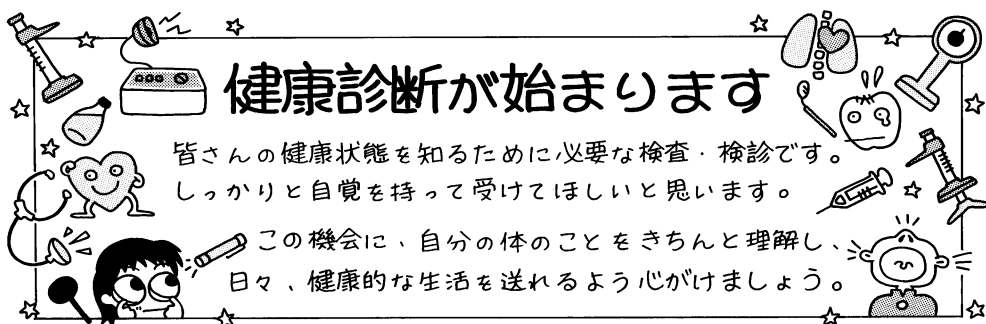 健康診断が始まります
皆さんの健康状態を知るために必要な検査・検診です。
しっかりと自覚を持って受けてほしいと思います。
この機会に、自分の体のことをきちんと理解し、
日々、健康的な生活を送れるよう心がけましょう。